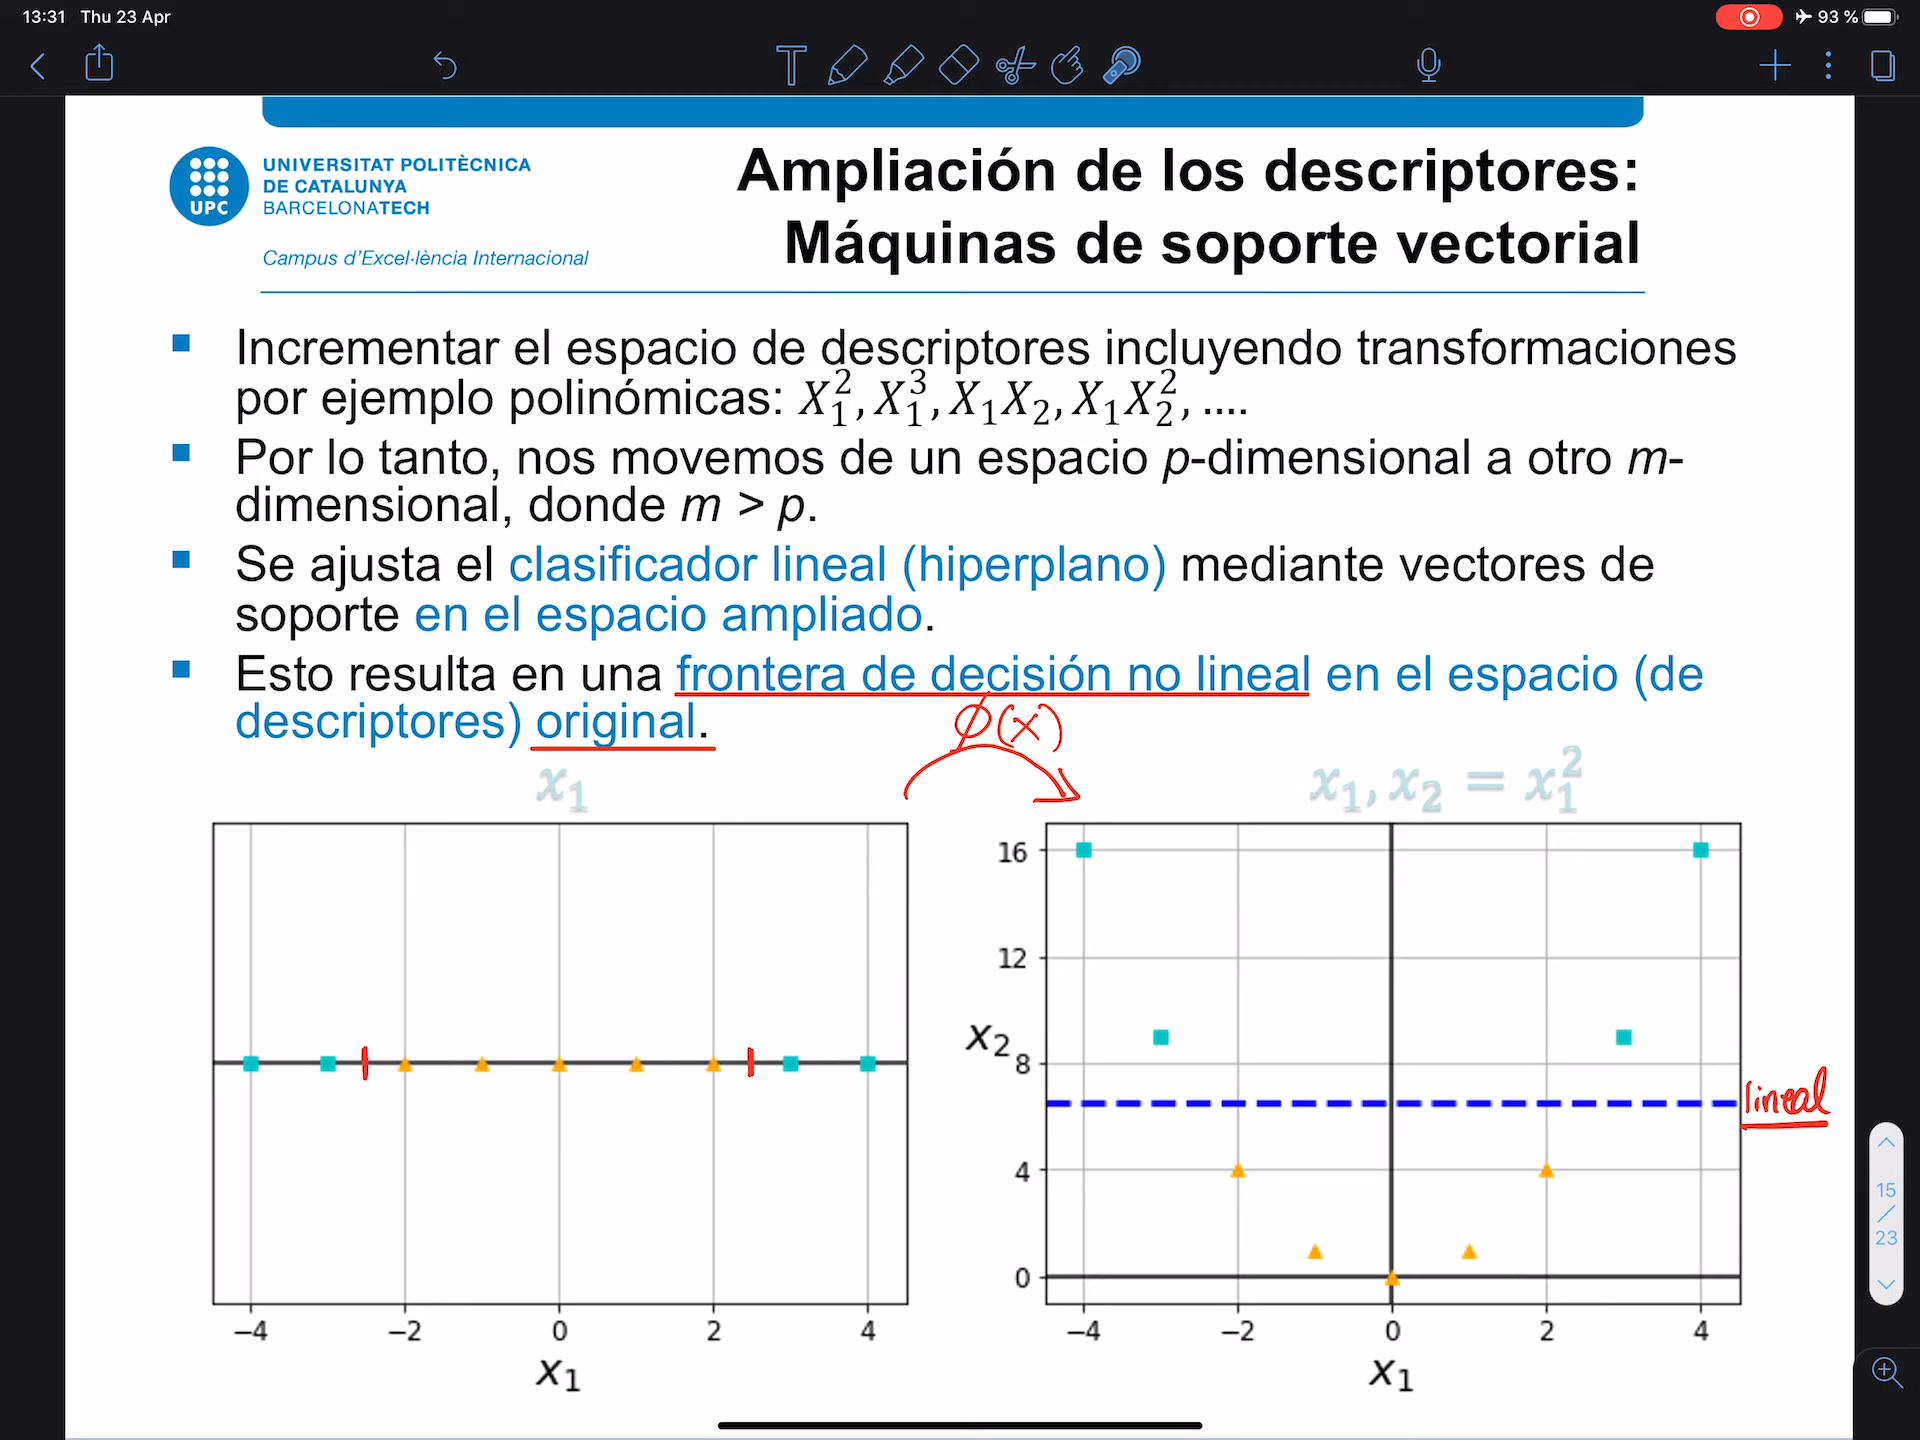 13:31 Thu 23 Apr
93 %
UNIVERSITAT POLITÈCNICA
DE CATALUNYA
BARCELONATECH
UPC
Campus d'Excel·lència Internacional
Ampliación de los descriptores:
Máquinas de soporte vectorial
Incrementar el espacio de descriptores incluyendo transformaciones
por ejemplo polinómicas: X₁², X₁³, X₁X₂, X₁X₂², ....
Por lo tanto, nos movemos de un espacio p-dimensional a otro m-
dimensional, donde m > p.
Se ajusta el clasificador lineal (hiperplano) mediante vectores de
soporte en el espacio ampliado.
Esto resulta en una frontera de decisión no lineal en el espacio (de
descriptores) original.
ϕ(x)
x₁
x₁, x₂ = x₁²
−4 −2 0 2 4
x₁
16
12
x₂
8
4
0
−4 −2 0 2 4
x₁
lineal
15
/
23